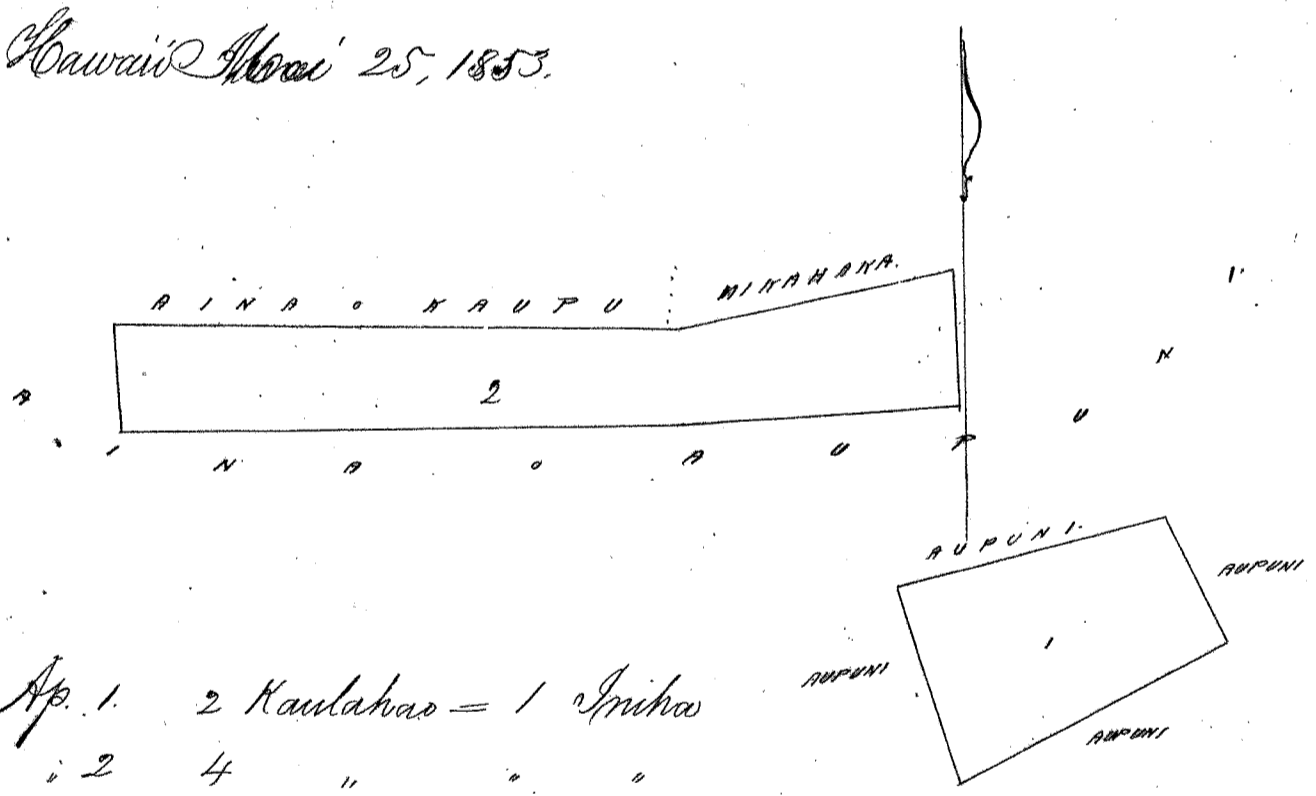 Hawaii Mai 25, 1853.
AINA o KAUPU
MIKAHAKA.
2
AINA o AUPUNI
AUPUNI.
AUPUNI
1
AUPUNI
AUPUNI
Ap. 1. 2 Kaulahao = 1 Iniha
" 2 4 " " "